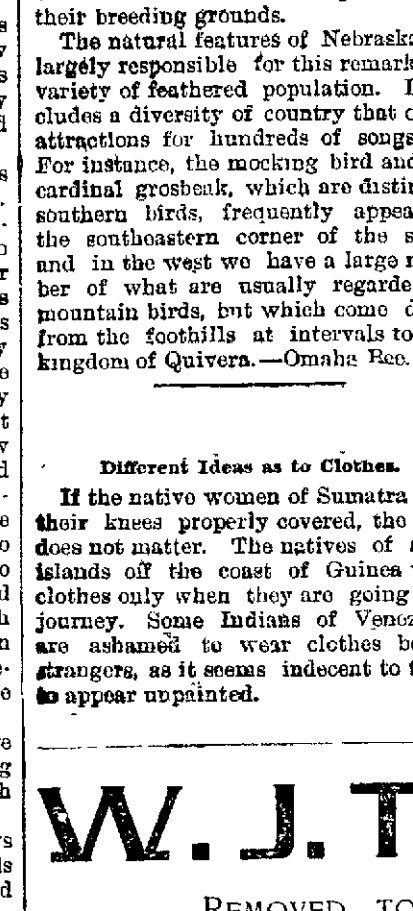 their breeding grounds.
The natural features of Nebraska
largely responsible for this remark
variety of feathered population. I
cludes a diversity of country that o
attractions for hundreds of songs
For instance, the mocking bird and
cardinal grosbeak, which are distin
southern birds, frequently appea
the southeastern corner of the s
and in the west we have a large n
ber of what are usually regarde
mountain birds, but which come d
from the foothills at intervals to
kingdom of Quivera.—Omaha Bee.
Different Ideas as to Clothes.
If the native women of Sumatra
their knees properly covered, the
does not matter. The natives of s
islands off the coast of Guinea
clothes only when they are going
journey. Some Indians of Venez
are ashamed to wear clothes be
strangers, as it seems indecent to t
to appear unpainted.
W. J. T
REMOVED TO